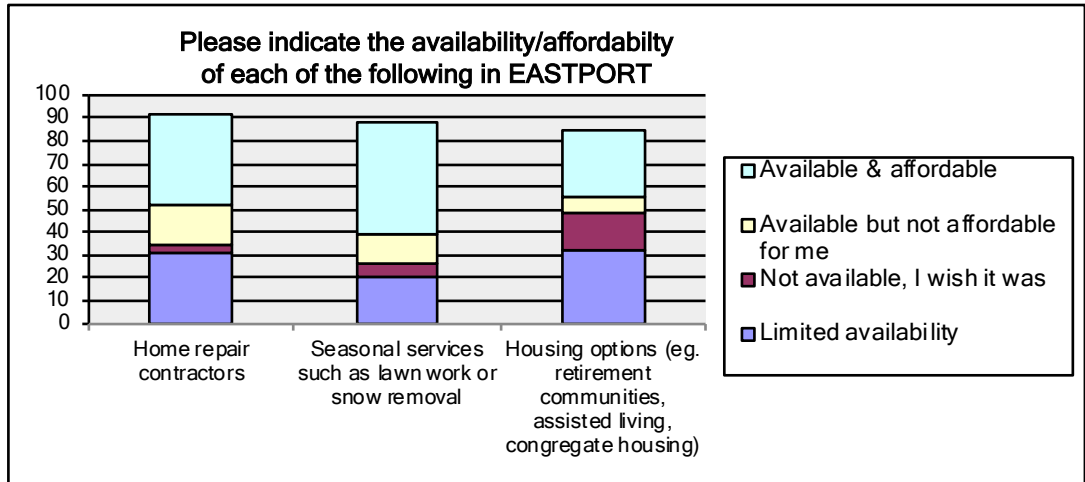 Please indicate the availability/affordabilty
of each of the following in EASTPORT
100
90
80
70
60
50
40
30
20
10
0
Home repair
contractors
Seasonal services
such as lawn work or
snow removal
Housing options (eg.
retirement
communities,
assisted living,
congregate housing)
Available & affordable
Available but not affordable
for me
Not available, I wish it was
Limited availability